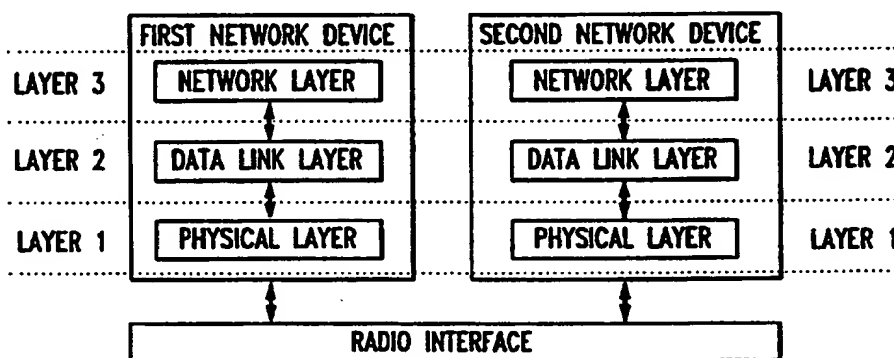 FIRST NETWORK DEVICE SECOND NETWORK DEVICE
LAYER 3 NETWORK LAYER NETWORK LAYER LAYER 3
LAYER 2 DATA LINK LAYER DATA LINK LAYER LAYER 2
LAYER 1 PHYSICAL LAYER PHYSICAL LAYER LAYER 1
RADIO INTERFACE